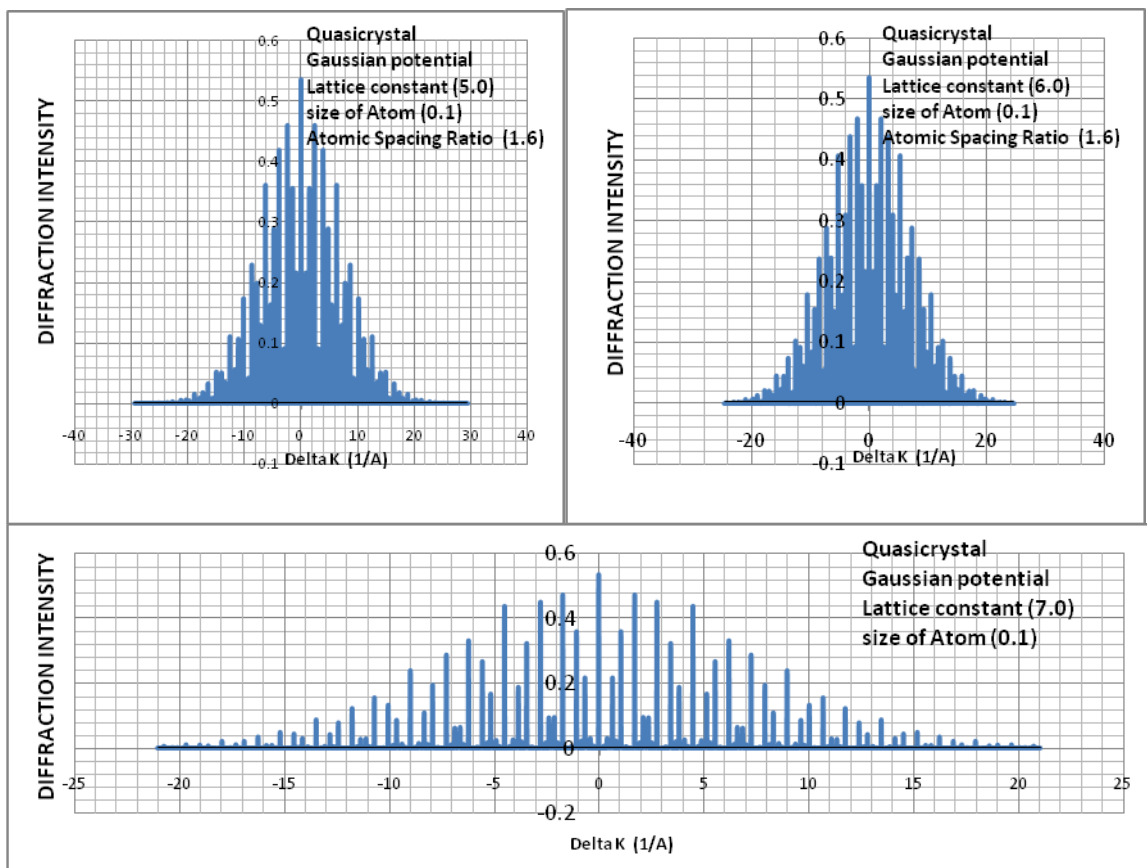 DIFFRACTION INTENSITY
Quasicrystal
Gaussian potential
Lattice constant (5.0)
size of Atom (0.1)
Atomic Spacing Ratio (1.6)
0.6
0.5
0.4
0.3
0.2
0.1
0
-0.1
-40 -30 -20 -10 0 10 20 30 40
Delta K (1/A)
DIFFRACTION INTENSITY
Quasicrystal
Gaussian potential
Lattice constant (6.0)
size of Atom (0.1)
Atomic Spacing Ratio (1.6)
0.6
0.5
0.4
0.3
0.2
0.1
0
-0.1
-40 -20 0 20 40
Delta K (1/A)
DIFFRACTION INTENSITY
Quasicrystal
Gaussian potential
Lattice constant (7.0)
size of Atom (0.1)
0.6
0.4
0.2
0
-0.2
-25 -20 -15 -10 -5 0 5 10 15 20 25
Delta K (1/A)